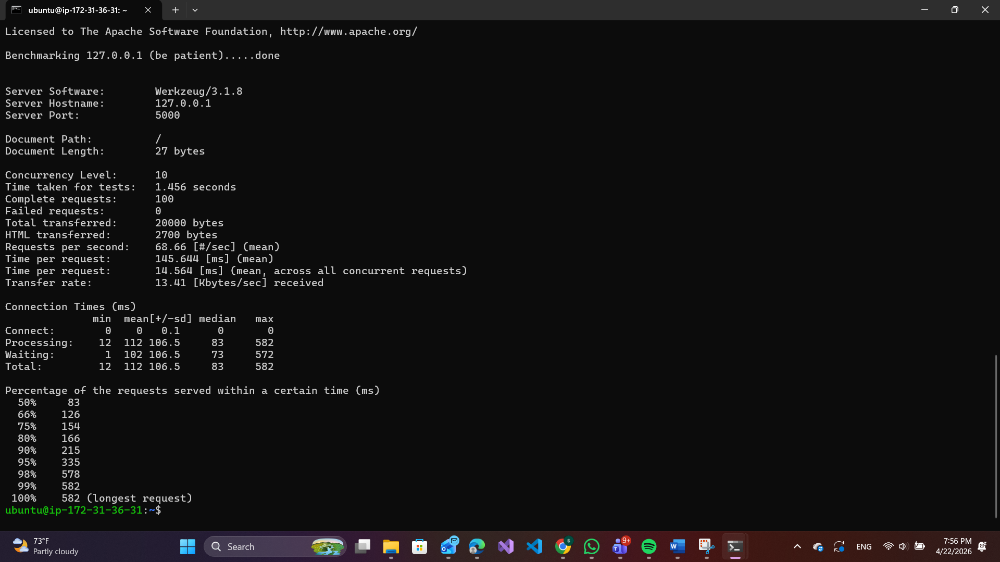 ubuntu@ip-172-31-36-31: ~
Licensed to The Apache Software Foundation, http://www.apache.org/
Benchmarking 127.0.0.1 (be patient).....done
Server Software:        Werkzeug/3.1.8
Server Hostname:        127.0.0.1
Server Port:            5000
Document Path:          /
Document Length:        27 bytes
Concurrency Level:      10
Time taken for tests:   1.456 seconds
Complete requests:      100
Failed requests:        0
Total transferred:      20000 bytes
HTML transferred:       2700 bytes
Requests per second:    68.66 [#/sec] (mean)
Time per request:       145.644 [ms] (mean)
Time per request:       14.564 [ms] (mean, across all concurrent requests)
Transfer rate:          13.41 [Kbytes/sec] received
Connection Times (ms)
              min  mean[+/-sd] median   max
Connect:        0    0   0.1      0       0
Processing:    12  112 106.5     83     582
Waiting:        1  102 106.5     73     572
Total:         12  112 106.5     83     582
Percentage of the requests served within a certain time (ms)
  50%     83
  66%    126
  75%    154
  80%    166
  90%    215
  95%    335
  98%    578
  99%    582
 100%    582 (longest request)
ubuntu@ip-172-31-36-31:~$
73°F
Partly cloudy
Search
9+
ENG
7:56 PM
4/22/2026